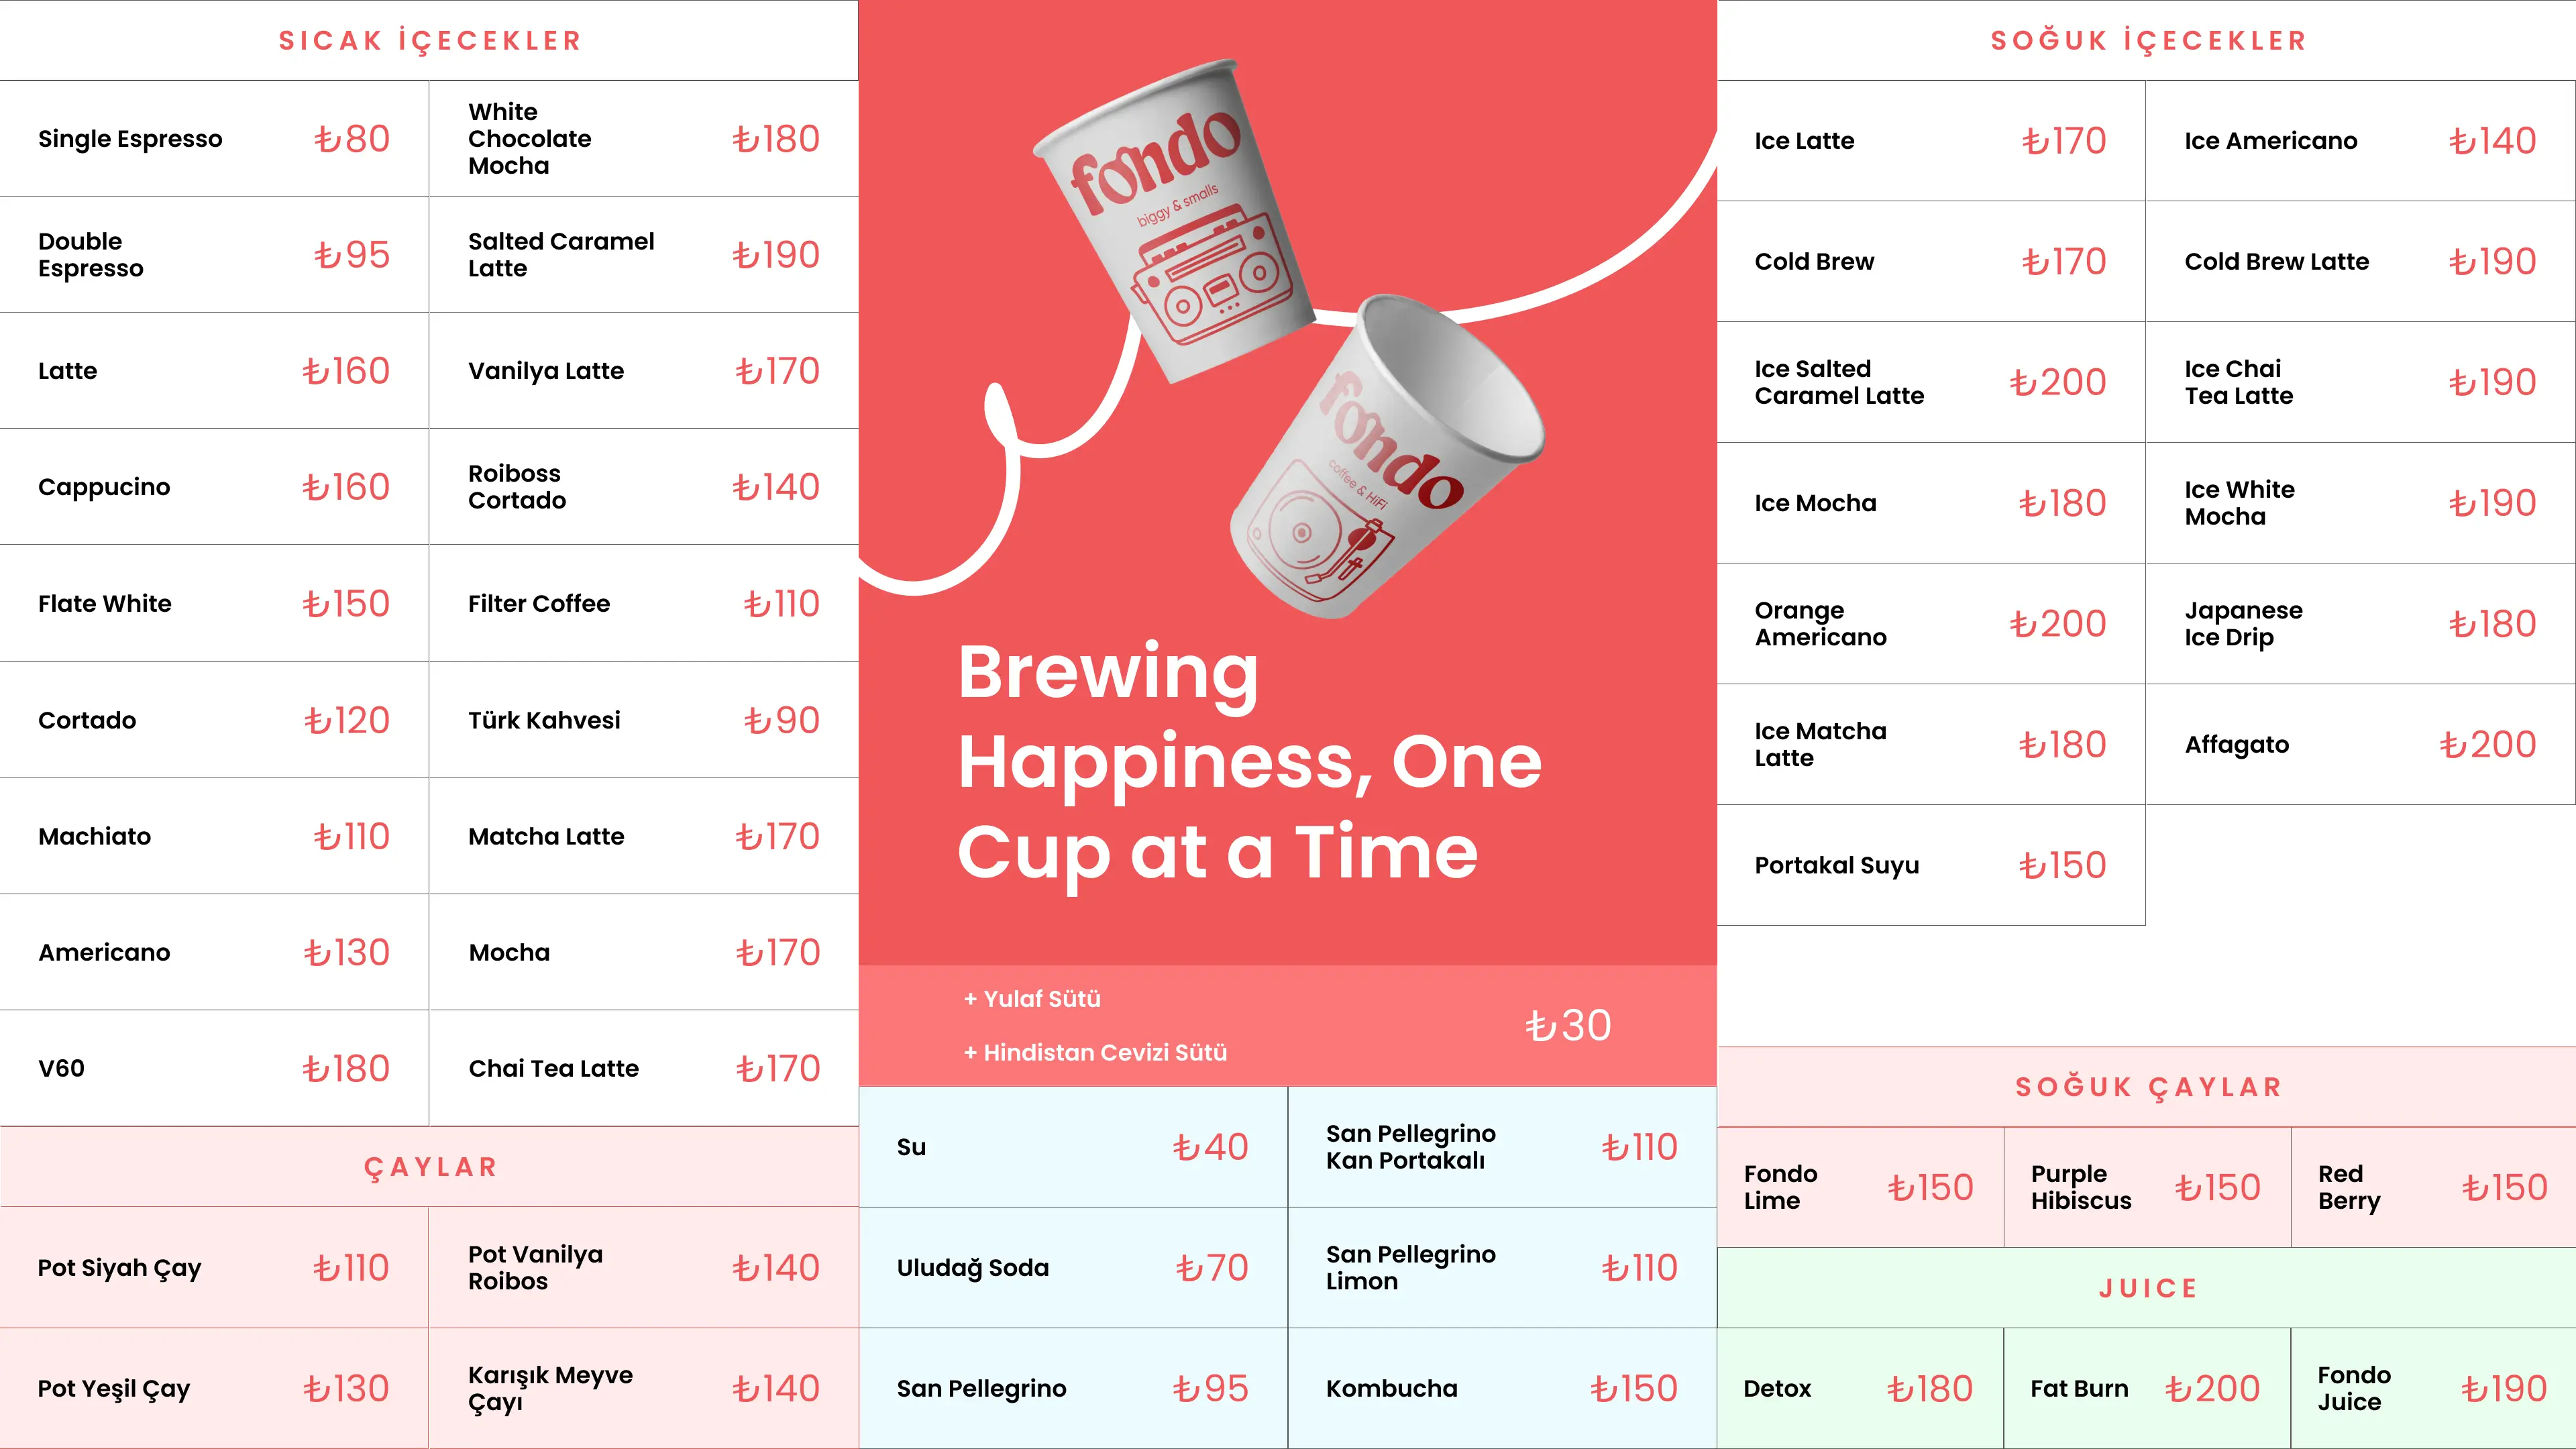 SICAK İÇECEKLER
Single Espresso ₺80
White
Chocolate
Mocha ₺180
Double
Espresso ₺95
Salted Caramel
Latte ₺190
Latte ₺160
Vanilya Latte ₺170
Cappucino ₺160
Roiboss
Cortado ₺140
Flate White ₺150
Filter Coffee ₺110
Cortado ₺120
Türk Kahvesi ₺90
Machiato ₺110
Matcha Latte ₺170
Americano ₺130
Mocha ₺170
V60 ₺180
Chai Tea Latte ₺170
ÇAYLAR
Pot Siyah Çay ₺110
Pot Vanilya
Roibos ₺140
Pot Yeşil Çay ₺130
Karışık Meyve
Çayı ₺140
fondo
biggy & smalls
fondo
coffee & HiFi
Brewing
Happiness, One
Cup at a Time
+ Yulaf Sütü
+ Hindistan Cevizi Sütü
₺30
Su ₺40
San Pellegrino
Kan Portakalı ₺110
Uludağ Soda ₺70
San Pellegrino
Limon ₺110
San Pellegrino ₺95
Kombucha ₺150
SOĞUK İÇECEKLER
Ice Latte ₺170
Ice Americano ₺140
Cold Brew ₺170
Cold Brew Latte ₺190
Ice Salted
Caramel Latte ₺200
Ice Chai
Tea Latte ₺190
Ice Mocha ₺180
Ice White
Mocha ₺190
Orange
Americano ₺200
Japanese
Ice Drip ₺180
Ice Matcha
Latte ₺180
Affagato ₺200
Portakal Suyu ₺150
SOĞUK ÇAYLAR
Fondo
Lime ₺150
Purple
Hibiscus ₺150
Red
Berry ₺150
JUICE
Detox ₺180
Fat Burn ₺200
Fondo
Juice ₺190